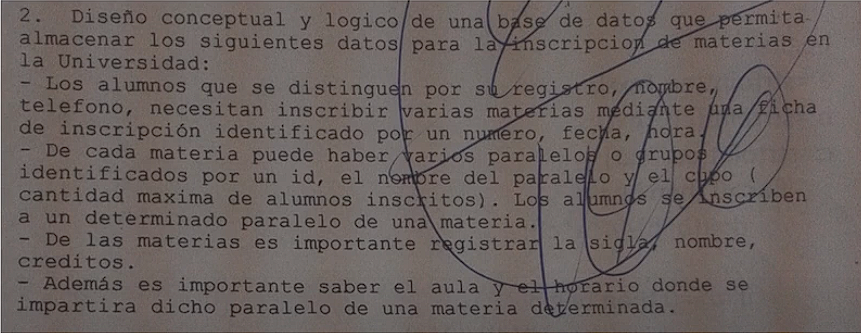 2.  Diseño conceptual y logico de una base de datos que permita
almacenar los siguientes datos para la inscripcion de materias en
la Universidad:
- Los alumnos que se distinguen por su registro, nombre,
telefono, necesitan inscribir varias materias mediante una ficha
de inscripción identificado por un numero, fecha, hora.
- De cada materia puede haber varios paralelos o grupos
identificados por un id, el nombre del paralelo y el cupo (
cantidad maxima de alumnos inscritos). Los alumnos se inscriben
a un determinado paralelo de una materia.
- De las materias es importante registrar la sigla, nombre,
creditos.
- Además es importante saber el aula y el horario donde se
impartira dicho paralelo de una materia determinada.